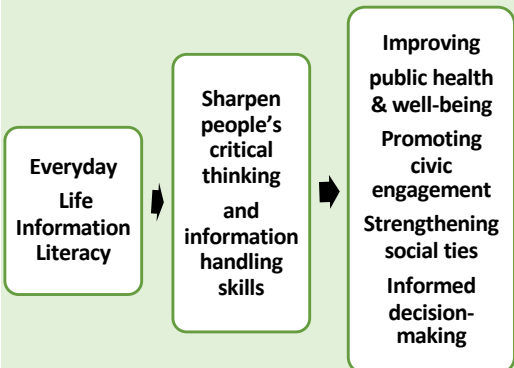 Everyday
Life
Information
Literacy
Sharpen
people’s
critical
thinking
and
information
handling
skills
Improving
public health
& well-being
Promoting
civic
engagement
Strengthening
social ties
Informed
decision-
making